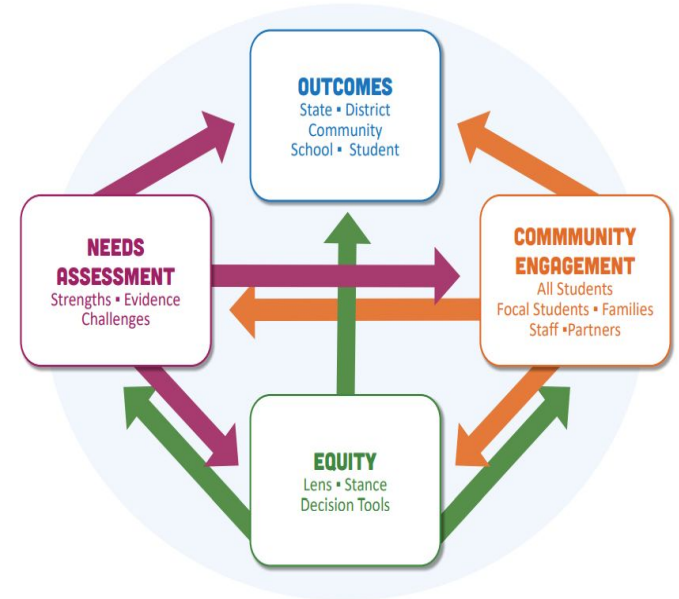 OUTCOMES
State ▪ District
Community
School ▪ Student
NEEDS
ASSESSMENT
Strengths ▪ Evidence
Challenges
COMMMUNITY
ENGAGEMENT
All Students
Focal Students ▪ Families
Staff ▪Partners
EQUITY
Lens ▪ Stance
Decision Tools